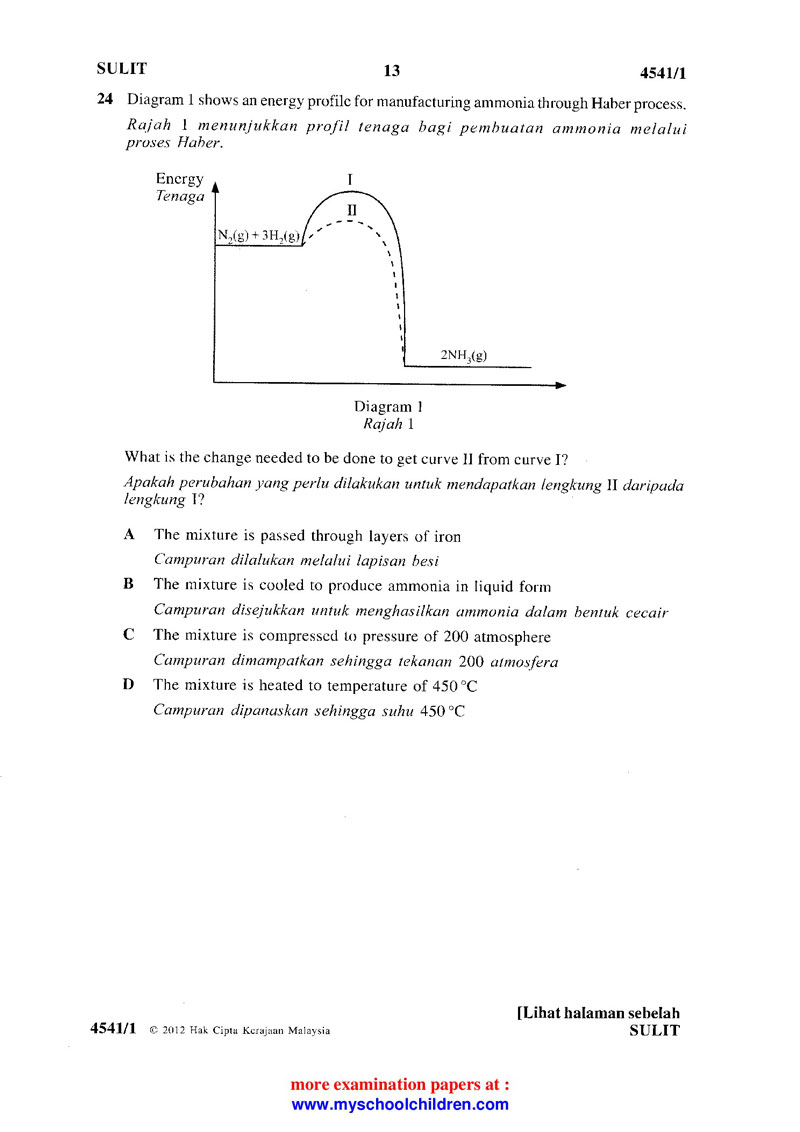 SULIT 13 4541/1
24 Diagram 1 shows an energy profile for manufacturing ammonia through Haber process.
Rajah 1 menunjukkan profil tenaga bagi pembuatan ammonia melalui
proses Haber.
Energy
Tenaga
I
II
N₂(g) + 3H₂(g)
2NH₃(g)
Diagram 1
Rajah 1
What is the change needed to be done to get curve II from curve I?
Apakah perubahan yang perlu dilakukan untuk mendapatkan lengkung II daripada
lengkung I?
A The mixture is passed through layers of iron
Campuran dilalukan melalui lapisan besi
B The mixture is cooled to produce ammonia in liquid form
Campuran disejukkan untuk menghasilkan ammonia dalam bentuk cecair
C The mixture is compressed to pressure of 200 atmosphere
Campuran dimampatkan sehingga tekanan 200 atmosfera
D The mixture is heated to temperature of 450 °C
Campuran dipanaskan sehingga suhu 450 °C
[Lihat halaman sebelah
4541/1 © 2012 Hak Cipta Kerajaan Malaysia SULIT
more examination papers at :
www.myschoolchildren.com